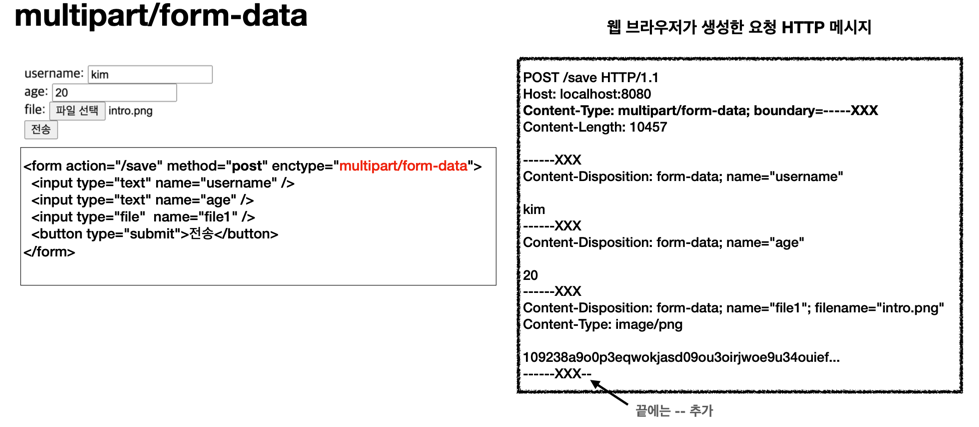 multipart/form-data
username: kim
age: 20
file: 파일 선택 intro.png
전송
<form action="/save" method="post" enctype="multipart/form-data">
<input type="text" name="username" />
<input type="text" name="age" />
<input type="file" name="file1" />
<button type="submit">전송</button>
</form>
웹 브라우저가 생성한 요청 HTTP 메시지
POST /save HTTP/1.1
Host: localhost:8080
Content-Type: multipart/form-data; boundary=-----XXX
Content-Length: 10457
------XXX
Content-Disposition: form-data; name="username"
kim
------XXX
Content-Disposition: form-data; name="age"
20
------XXX
Content-Disposition: form-data; name="file1"; filename="intro.png"
Content-Type: image/png
109238a9o0p3eqwokjasd09ou3oirjwoe9u34ouief...
------XXX--
끝에는 -- 추가